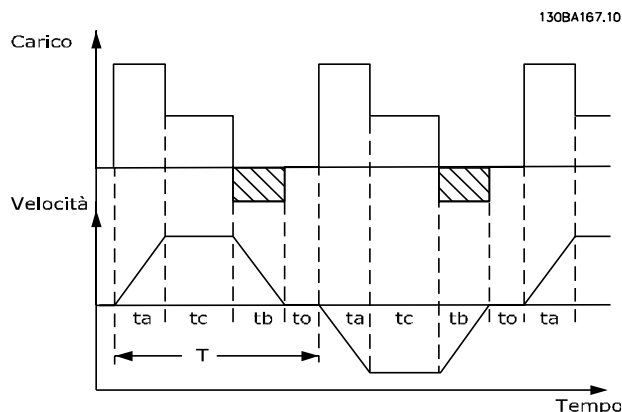 130BA167.10
Carico
Velocità
ta tc tb to ta tc tb to ta
T
Tempo